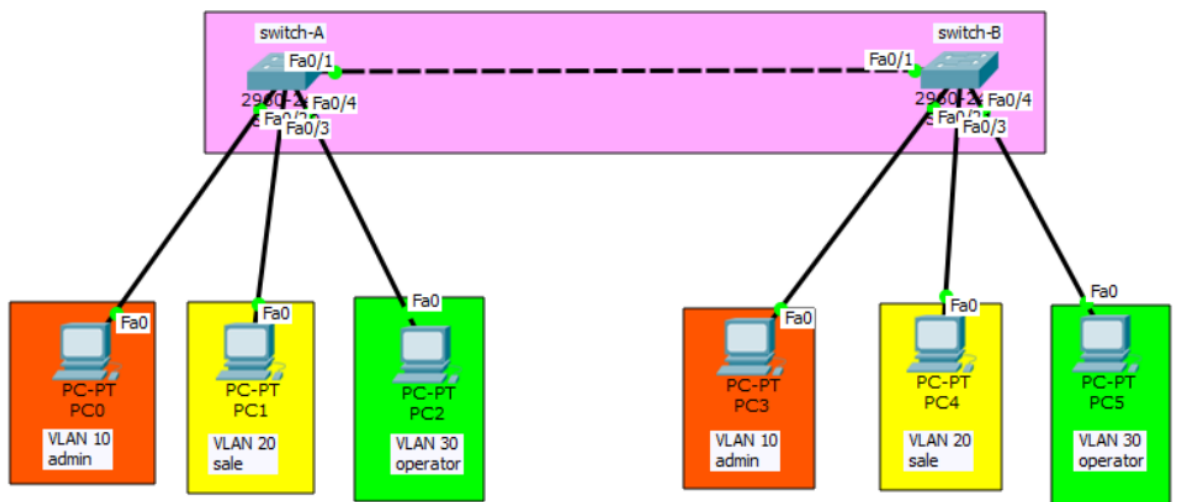 switch-A
switch-B
Fa0/1
Fa0/1
Fa0/4
Fa0/3
Fa0/4
Fa0/3
Fa0
Fa0
Fa0
Fa0
Fa0
Fa0
PC-PT
PC0
PC-PT
PC1
PC-PT
PC2
PC-PT
PC3
PC-PT
PC4
PC-PT
PC5
VLAN 10
admin
VLAN 20
sale
VLAN 30
operator
VLAN 10
admin
VLAN 20
sale
VLAN 30
operator